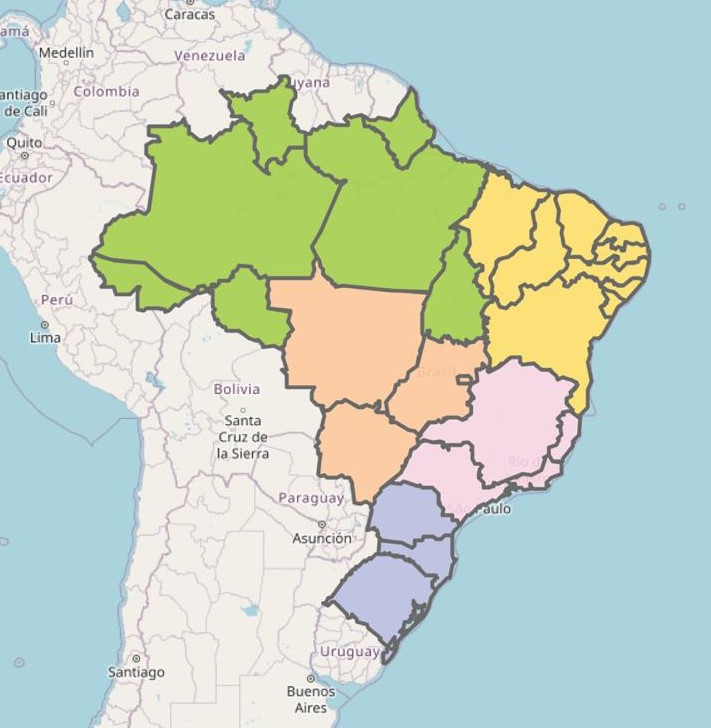 Caracas
amá
Medellín
Venezuela
uyana
Colombia
antiago
de Cali
Quito
Ecuador
Perú
Lima
Brasil
Bolivia
Santa
Cruz de
la Sierra
Rio d
Paraguay
São Paulo
Asunción
Uruguay
Santiago
Buenos
Aires